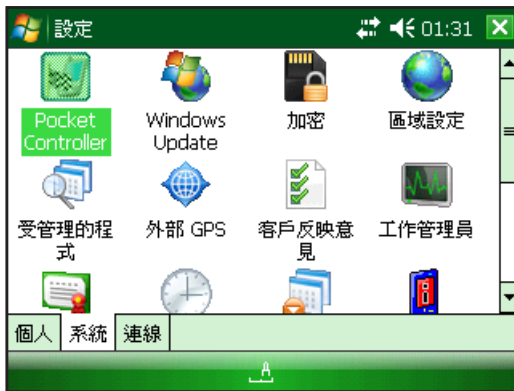 設定 01:31
Pocket Controller
Windows Update
加密
區域設定
受管理的程式
外部 GPS
客戶反映意見
工作管理員
個人 系統 連線